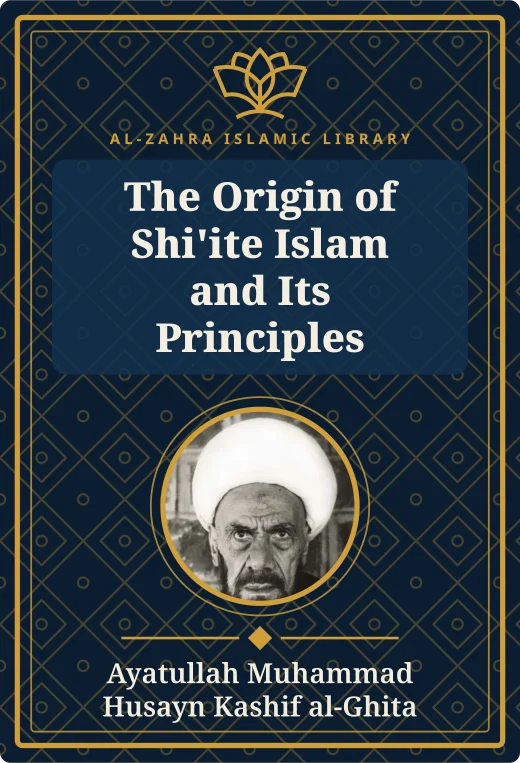 AL-ZAHRA ISLAMIC LIBRARY
The Origin of
Shi'ite Islam
and Its
Principles
Ayatullah Muhammad
Husayn Kashif al-Ghita